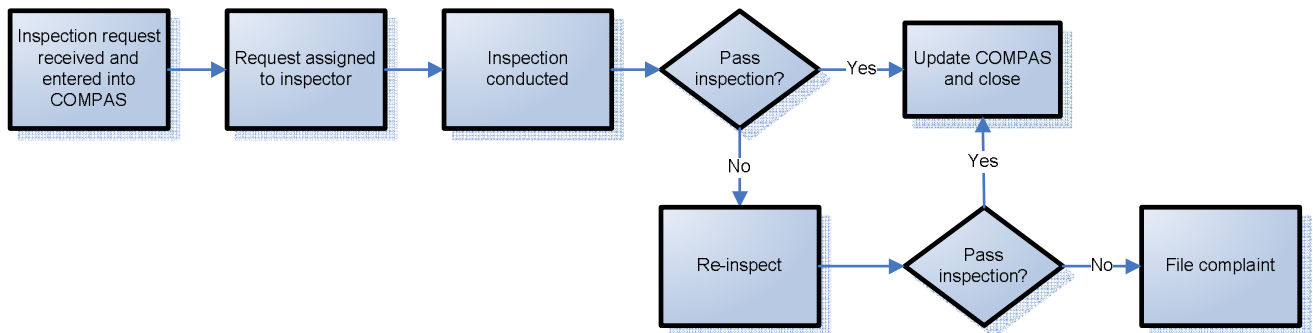 Inspection request
received and
entered into
COMPAS
Request assigned
to inspector
Inspection
conducted
Pass
inspection?
Yes
Update COMPAS
and close
No
Yes
Re-inspect
Pass
inspection?
No
File complaint